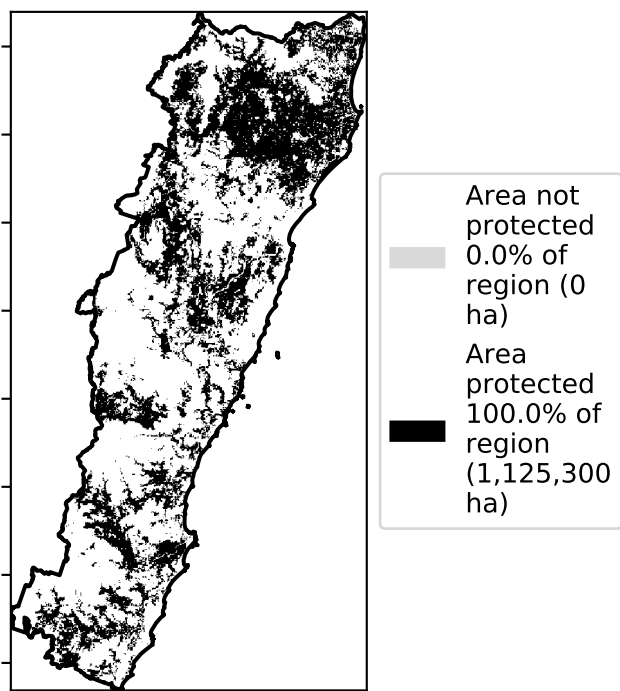 Area not
protected
0.0% of
region (0
ha)
Area
protected
100.0% of
region
(1,125,300
ha)